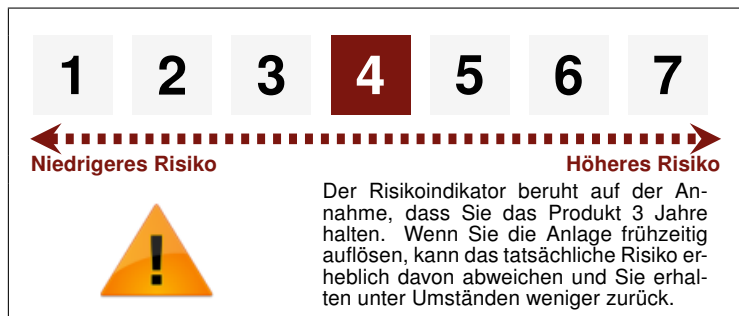 1 2 3 4 5 6 7
Niedrigeres Risiko Höheres Risiko
Der Risikoindikator beruht auf der An-
nahme, dass Sie das Produkt 3 Jahre
halten. Wenn Sie die Anlage frühzeitig
auflösen, kann das tatsächliche Risiko er-
heblich davon abweichen und Sie erhal-
ten unter Umständen weniger zurück.